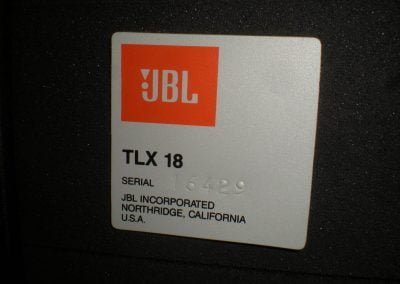 JBL
TLX 18
SERIAL 16429
JBL INCORPORATED
NORTHRIDGE, CALIFORNIA
U.S.A.